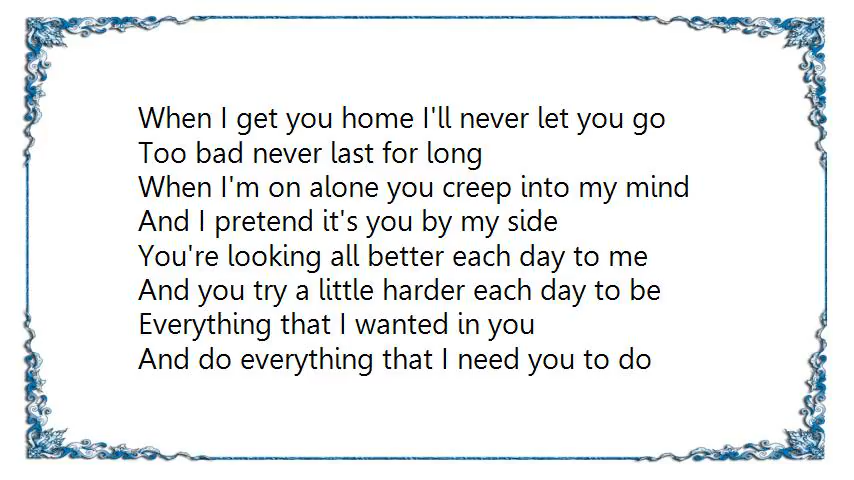 When I get you home I'll never let you go
Too bad never last for long
When I'm on alone you creep into my mind
And I pretend it's you by my side
You're looking all better each day to me
And you try a little harder each day to be
Everything that I wanted in you
And do everything that I need you to do